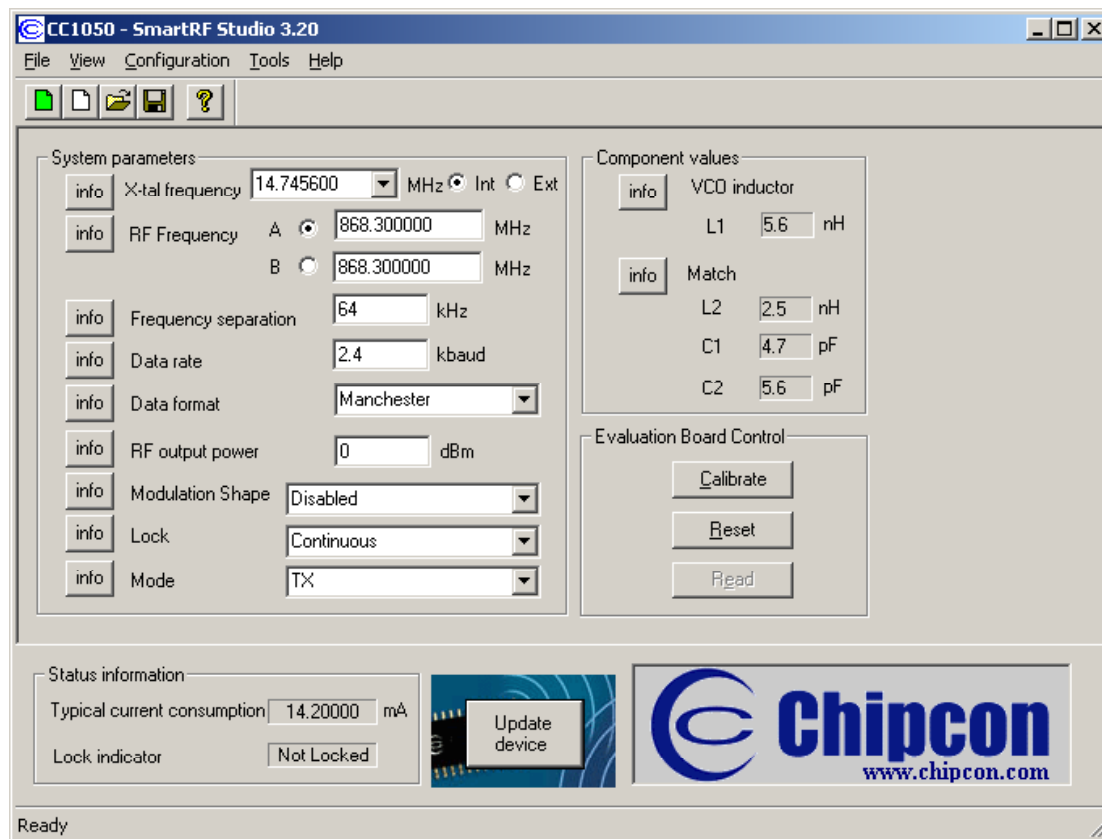 CC1050 - SmartRF Studio 3.20
File View Configuration Tools Help
System parameters
info X-tal frequency 14.745600 MHz Int Ext
info RF Frequency A 868.300000 MHz
B 868.300000 MHz
info Frequency separation 64 kHz
info Data rate 2.4 kbaud
info Data format Manchester
info RF output power 0 dBm
info Modulation Shape Disabled
info Lock Continuous
info Mode TX
Component values
info VCO inductor
L1 5.6 nH
info Match
L2 2.5 nH
C1 4.7 pF
C2 5.6 pF
Evaluation Board Control
Calibrate
Reset
Read
Status information
Typical current consumption 14.20000 mA
Lock indicator Not Locked
Update
device
Chipcon
www.chipcon.com
Ready